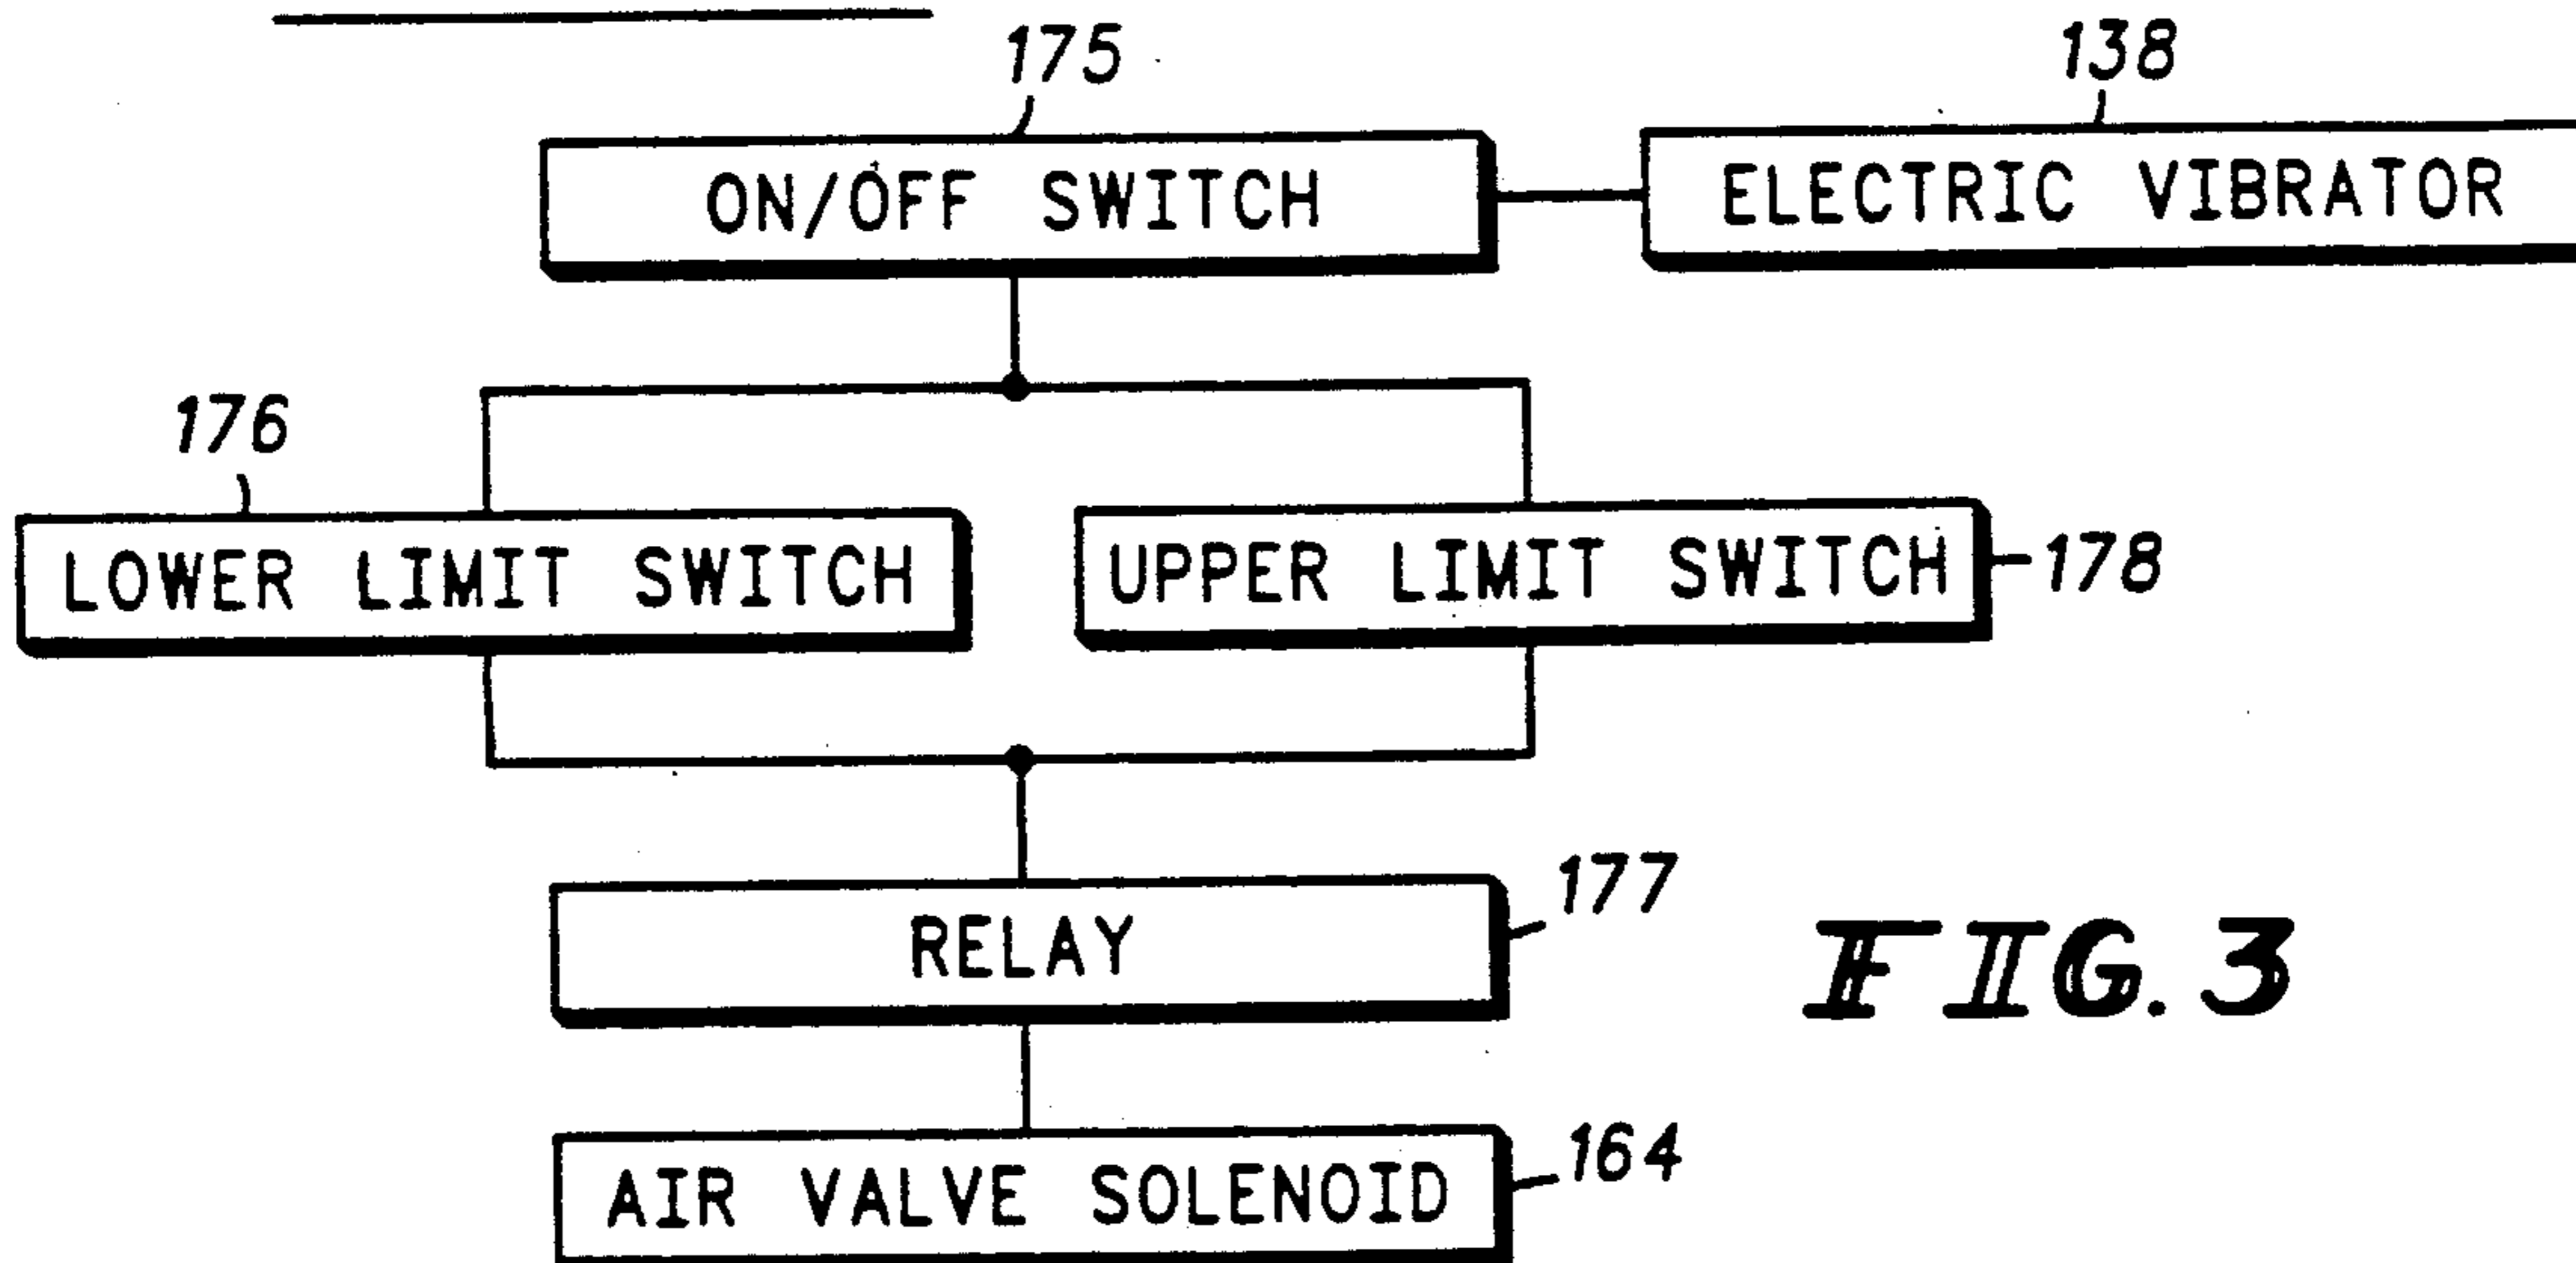 175
138
ON/OFF SWITCH
ELECTRIC VIBRATOR
176
LOWER LIMIT SWITCH
UPPER LIMIT SWITCH
178
177
RELAY
FIG. 3
164
AIR VALVE SOLENOID